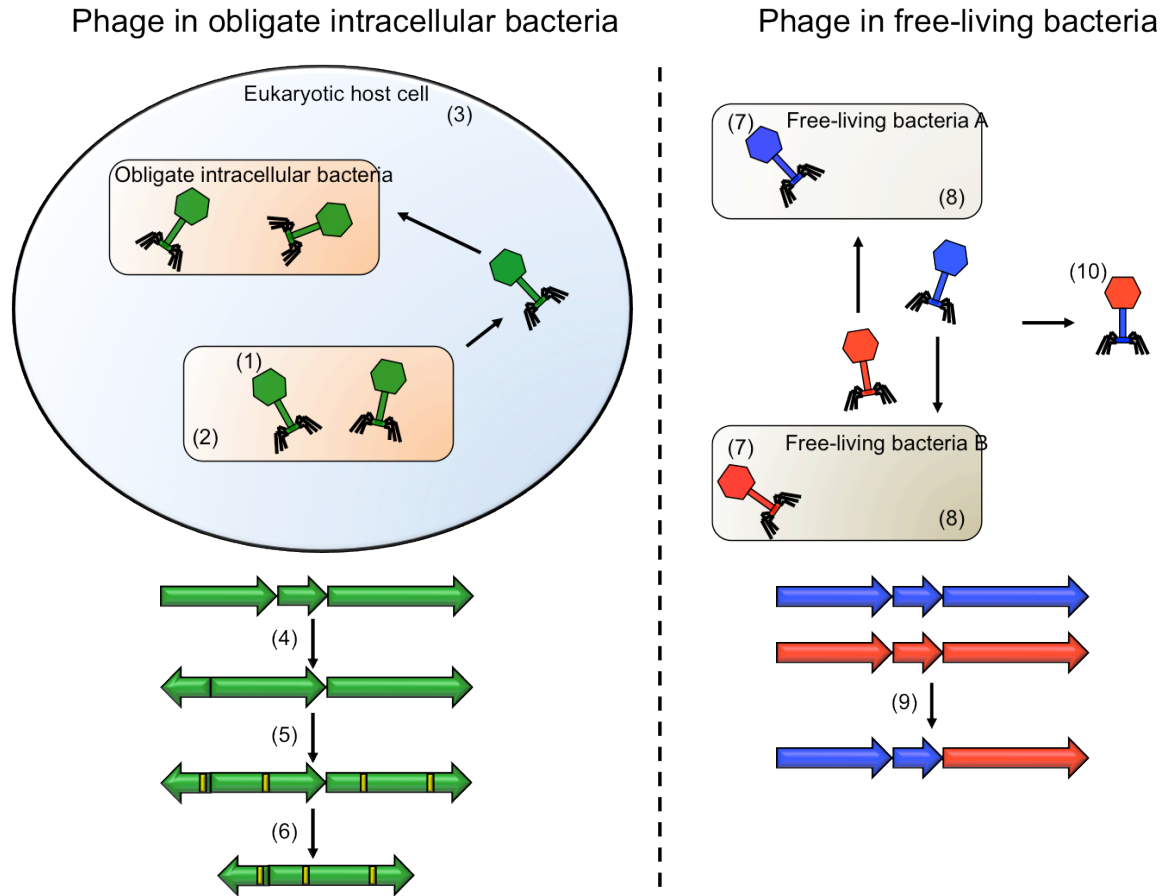 Phage in obligate intracellular bacteria
Eukaryotic host cell
(3)
Obligate intracellular bacteria
(1)
(2)
(4)
(5)
(6)
Phage in free-living bacteria
(7)
Free-living bacteria A
(8)
(10)
(7)
Free-living bacteria B
(8)
(9)